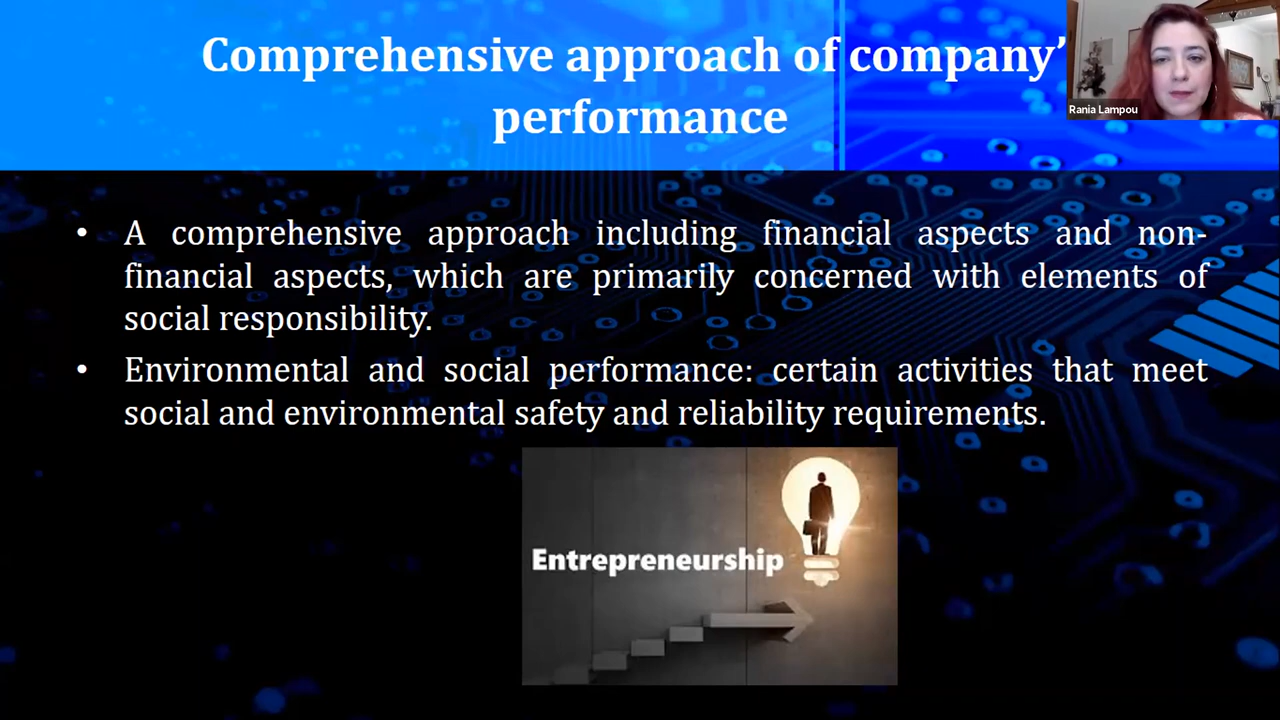 Comprehensive approach of company’
performance
Rania Lampou
• A comprehensive approach including financial aspects and non-
financial aspects, which are primarily concerned with elements of
social responsibility.
• Environmental and social performance: certain activities that meet
social and environmental safety and reliability requirements.
Entrepreneurship